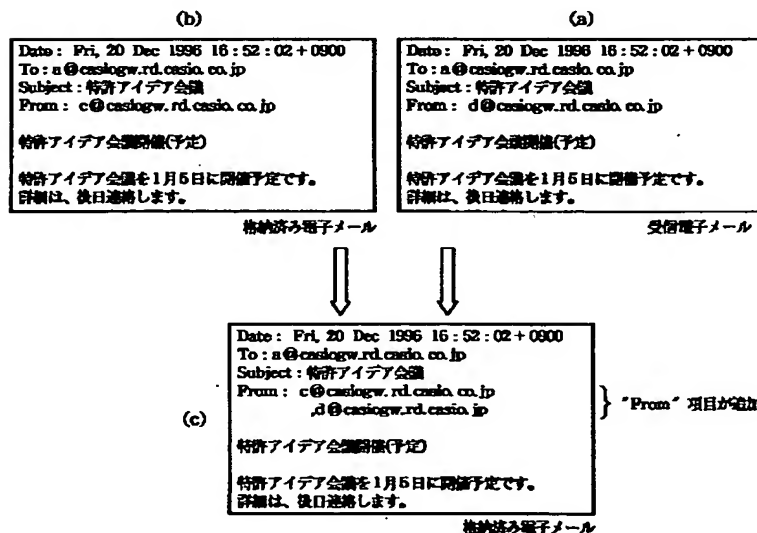 (b)
Date : Fri, 20 Dec 1996 16 : 52 : 02 + 0900
To : a@casiogw.rd.casio.co.jp
Subject : 特許アイデア会議
From : c@casiogw.rd.casio.co.jp
特許アイデア会議開催(予定)
特許アイデア会議を1月5日に開催予定です。
詳細は、後日連絡します。
格納済み電子メール
(a)
Date : Fri, 20 Dec 1996 16 : 52 : 02 + 0900
To : a@casiogw.rd.casio.co.jp
Subject : 特許アイデア会議
From : d@casiogw.rd.casio.co.jp
特許アイデア会議開催(予定)
特許アイデア会議を1月5日に開催予定です。
詳細は、後日連絡します。
受信電子メール
(c)
Date : Fri, 20 Dec 1996 16 : 52 : 02 + 0900
To : a@casiogw.rd.casio.co.jp
Subject : 特許アイデア会議
From : c@casiogw.rd.casio.co.jp
,d@casiogw.rd.casio.jp
特許アイデア会議開催(予定)
特許アイデア会議を1月5日に開催予定です。
詳細は、後日連絡します。
"Prom" 項目が追加
格納済み電子メール